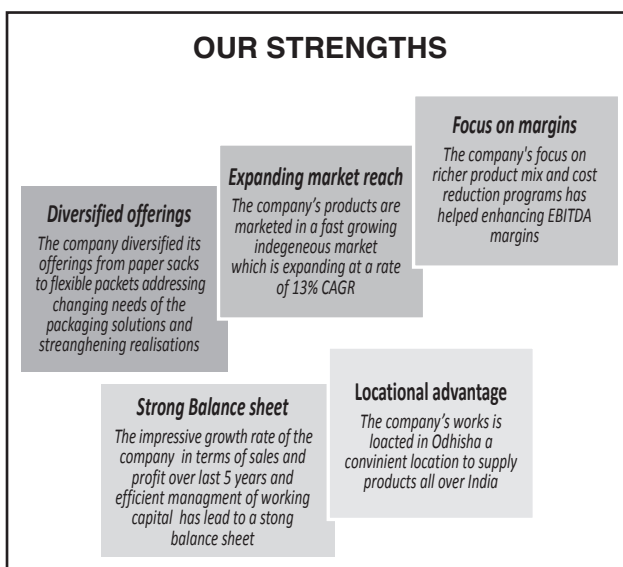 OUR STRENGTHS
Focus on margins
The company's focus on
richer product mix and cost
reduction programs has
helped enhancing EBITDA
margins
Expanding market reach
The company's products are
marketed in a fast growing
indegeneous market
which is expanding at a rate
of 13% CAGR
Diversified offerings
The company diversified its
offerings from paper sacks
to flexible packets addressing
changing needs of the
packaging solutions and
streanghening realisations
Strong Balance sheet
The impressive growth rate of the
company in terms of sales and
profit over last 5 years and
efficient managment of working
capital has lead to a stong
balance sheet
Locational advantage
The company's works is
loacted in Odhisha a
convinient location to supply
products all over India